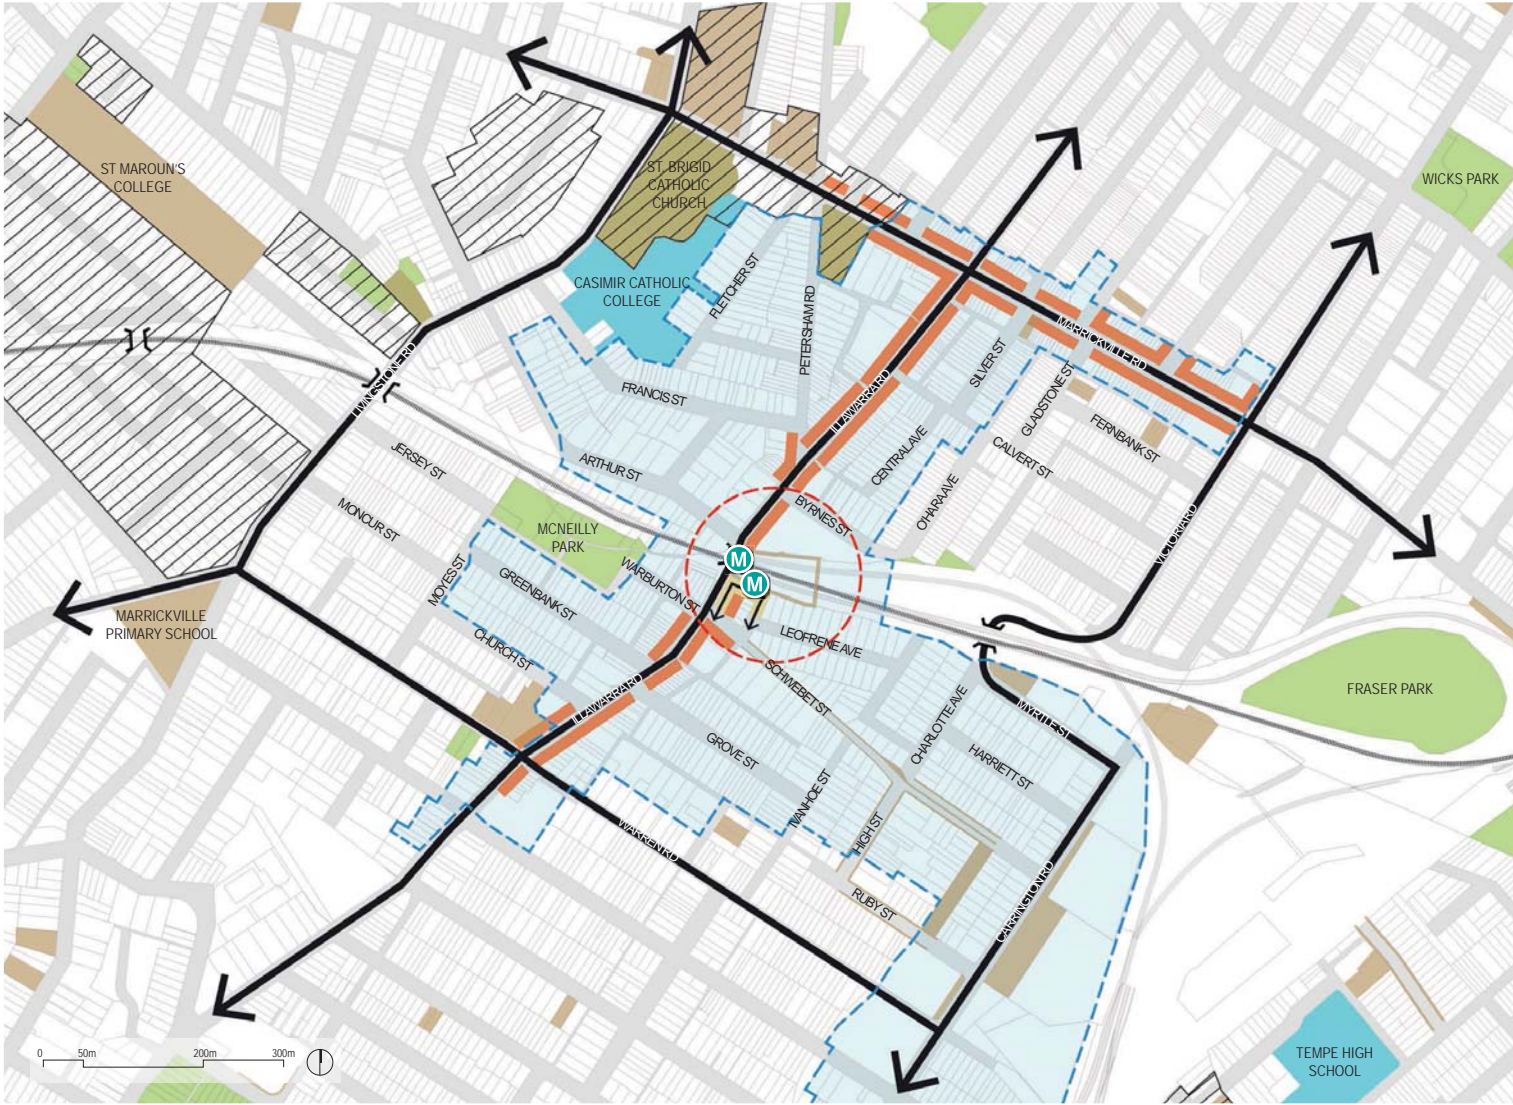 ST MAROUN'S
COLLEGE
ST. BRIGID
CATHOLIC
CHURCH
WICKS PARK
CASIMIR CATHOLIC
COLLEGE
FLETCHER ST
PETERSHAM RD
MARRICKVILLE RD
SILVER ST
GLADSTONE ST
LIVINGSTONE RD
FRANCIS ST
ILLAWARRA RD
CENTRAL AVE
FERNBANK ST
CALVERT ST
JERSEY ST
ARTHUR ST
O'HARA AVE
MONCUR ST
MCNEILLY
PARK
BYRNES ST
VICTORIA RD
M
M
MOYES ST
GREENBANK ST
WARBURTON ST
MARRICKVILLE
PRIMARY SCHOOL
CHURCH ST
LEOFRENE AVE
FRASER PARK
SCHWEBEL ST
ILLAWARRA RD
CHARLOTTE AVE
MYRTLE ST
GROVE ST
HARRIETT ST
IVANHOE ST
WARREN RD
HIGH ST
RUBY ST
CARRINGTON RD
0 50m 200m 300m
TEMPE HIGH
SCHOOL